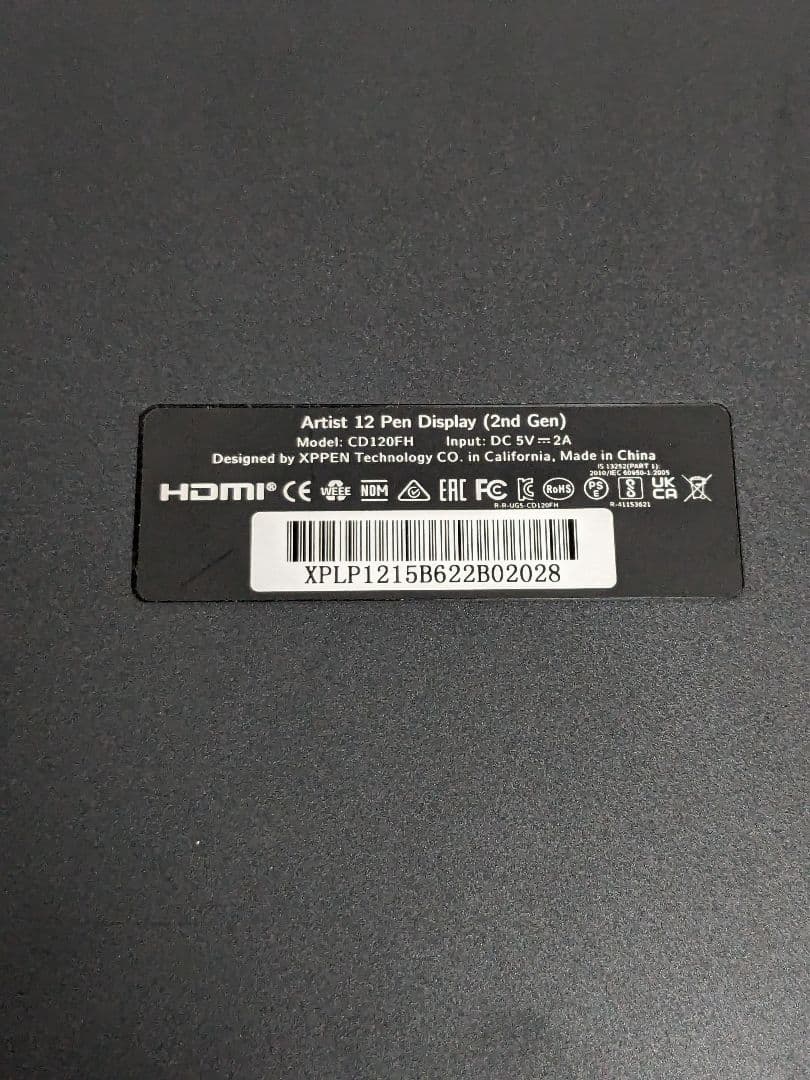 Artist 12 Pen Display (2nd Gen)
Model: CD120FH Input: DC 5V⎓2A
Designed by XPPEN Technology CO. in California, Made in China
IS 13252(PART 1):
2010/IEC 60950-1:2005
HDMI® CE WEEE NOM EAC FC RoHS PS E UK CA
R-R-UGS-CD120FH R-41153621
XPLP1215B622B02028